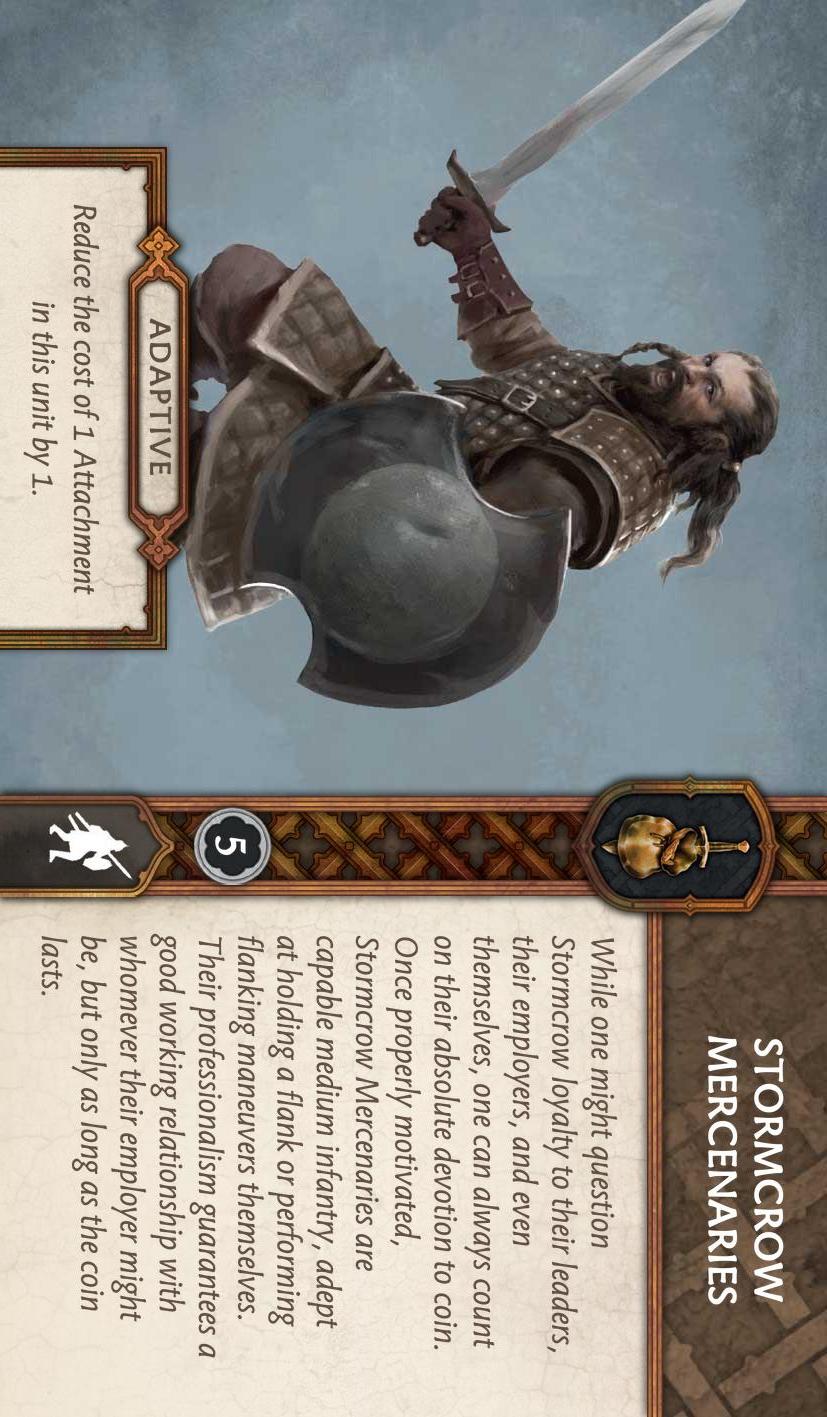 ADAPTIVE
Reduce the cost of 1 Attachment
in this unit by 1.
5
STORMCROW
MERCENARIES
While one might question
Stormcrow loyalty to their leaders,
their employers, and even
themselves, one can always count
on their absolute devotion to coin.
Once properly motivated,
Stormcrow Mercenaries are
capable medium infantry, adept
at holding a flank or performing
flanking maneuvers themselves.
Their professionalism guarantees a
good working relationship with
whomever their employer might
be, but only as long as the coin
lasts.